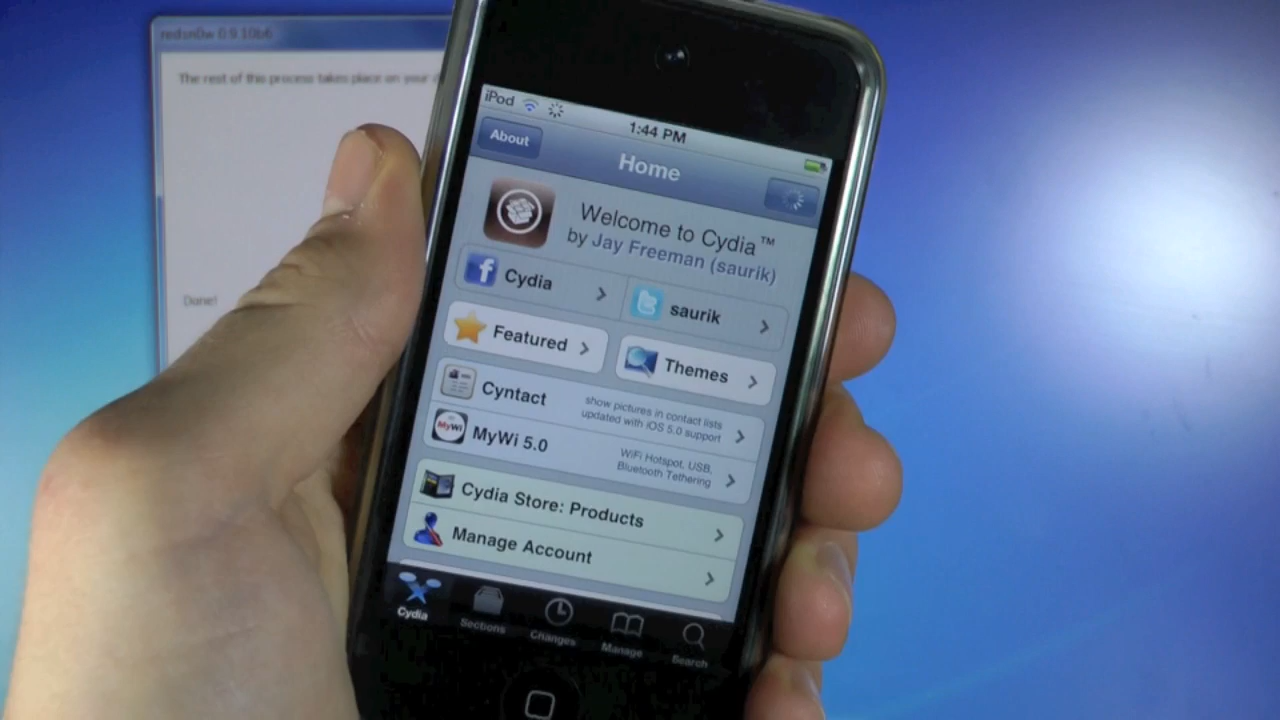 redsn0w 0.9.10b6
The rest of this process takes place on your
Done!
iPod
1:44 PM
About
Home
Welcome to Cydia™
by Jay Freeman (saurik)
Cydia
saurik
Featured
Themes
Cyntact
show pictures in contact lists
updated with iOS 5.0 support
MyWi
MyWi 5.0
WiFi Hotspot, USB,
Bluetooth Tethering
Cydia Store: Products
Manage Account
Cydia
Sections
Changes
Manage
Search